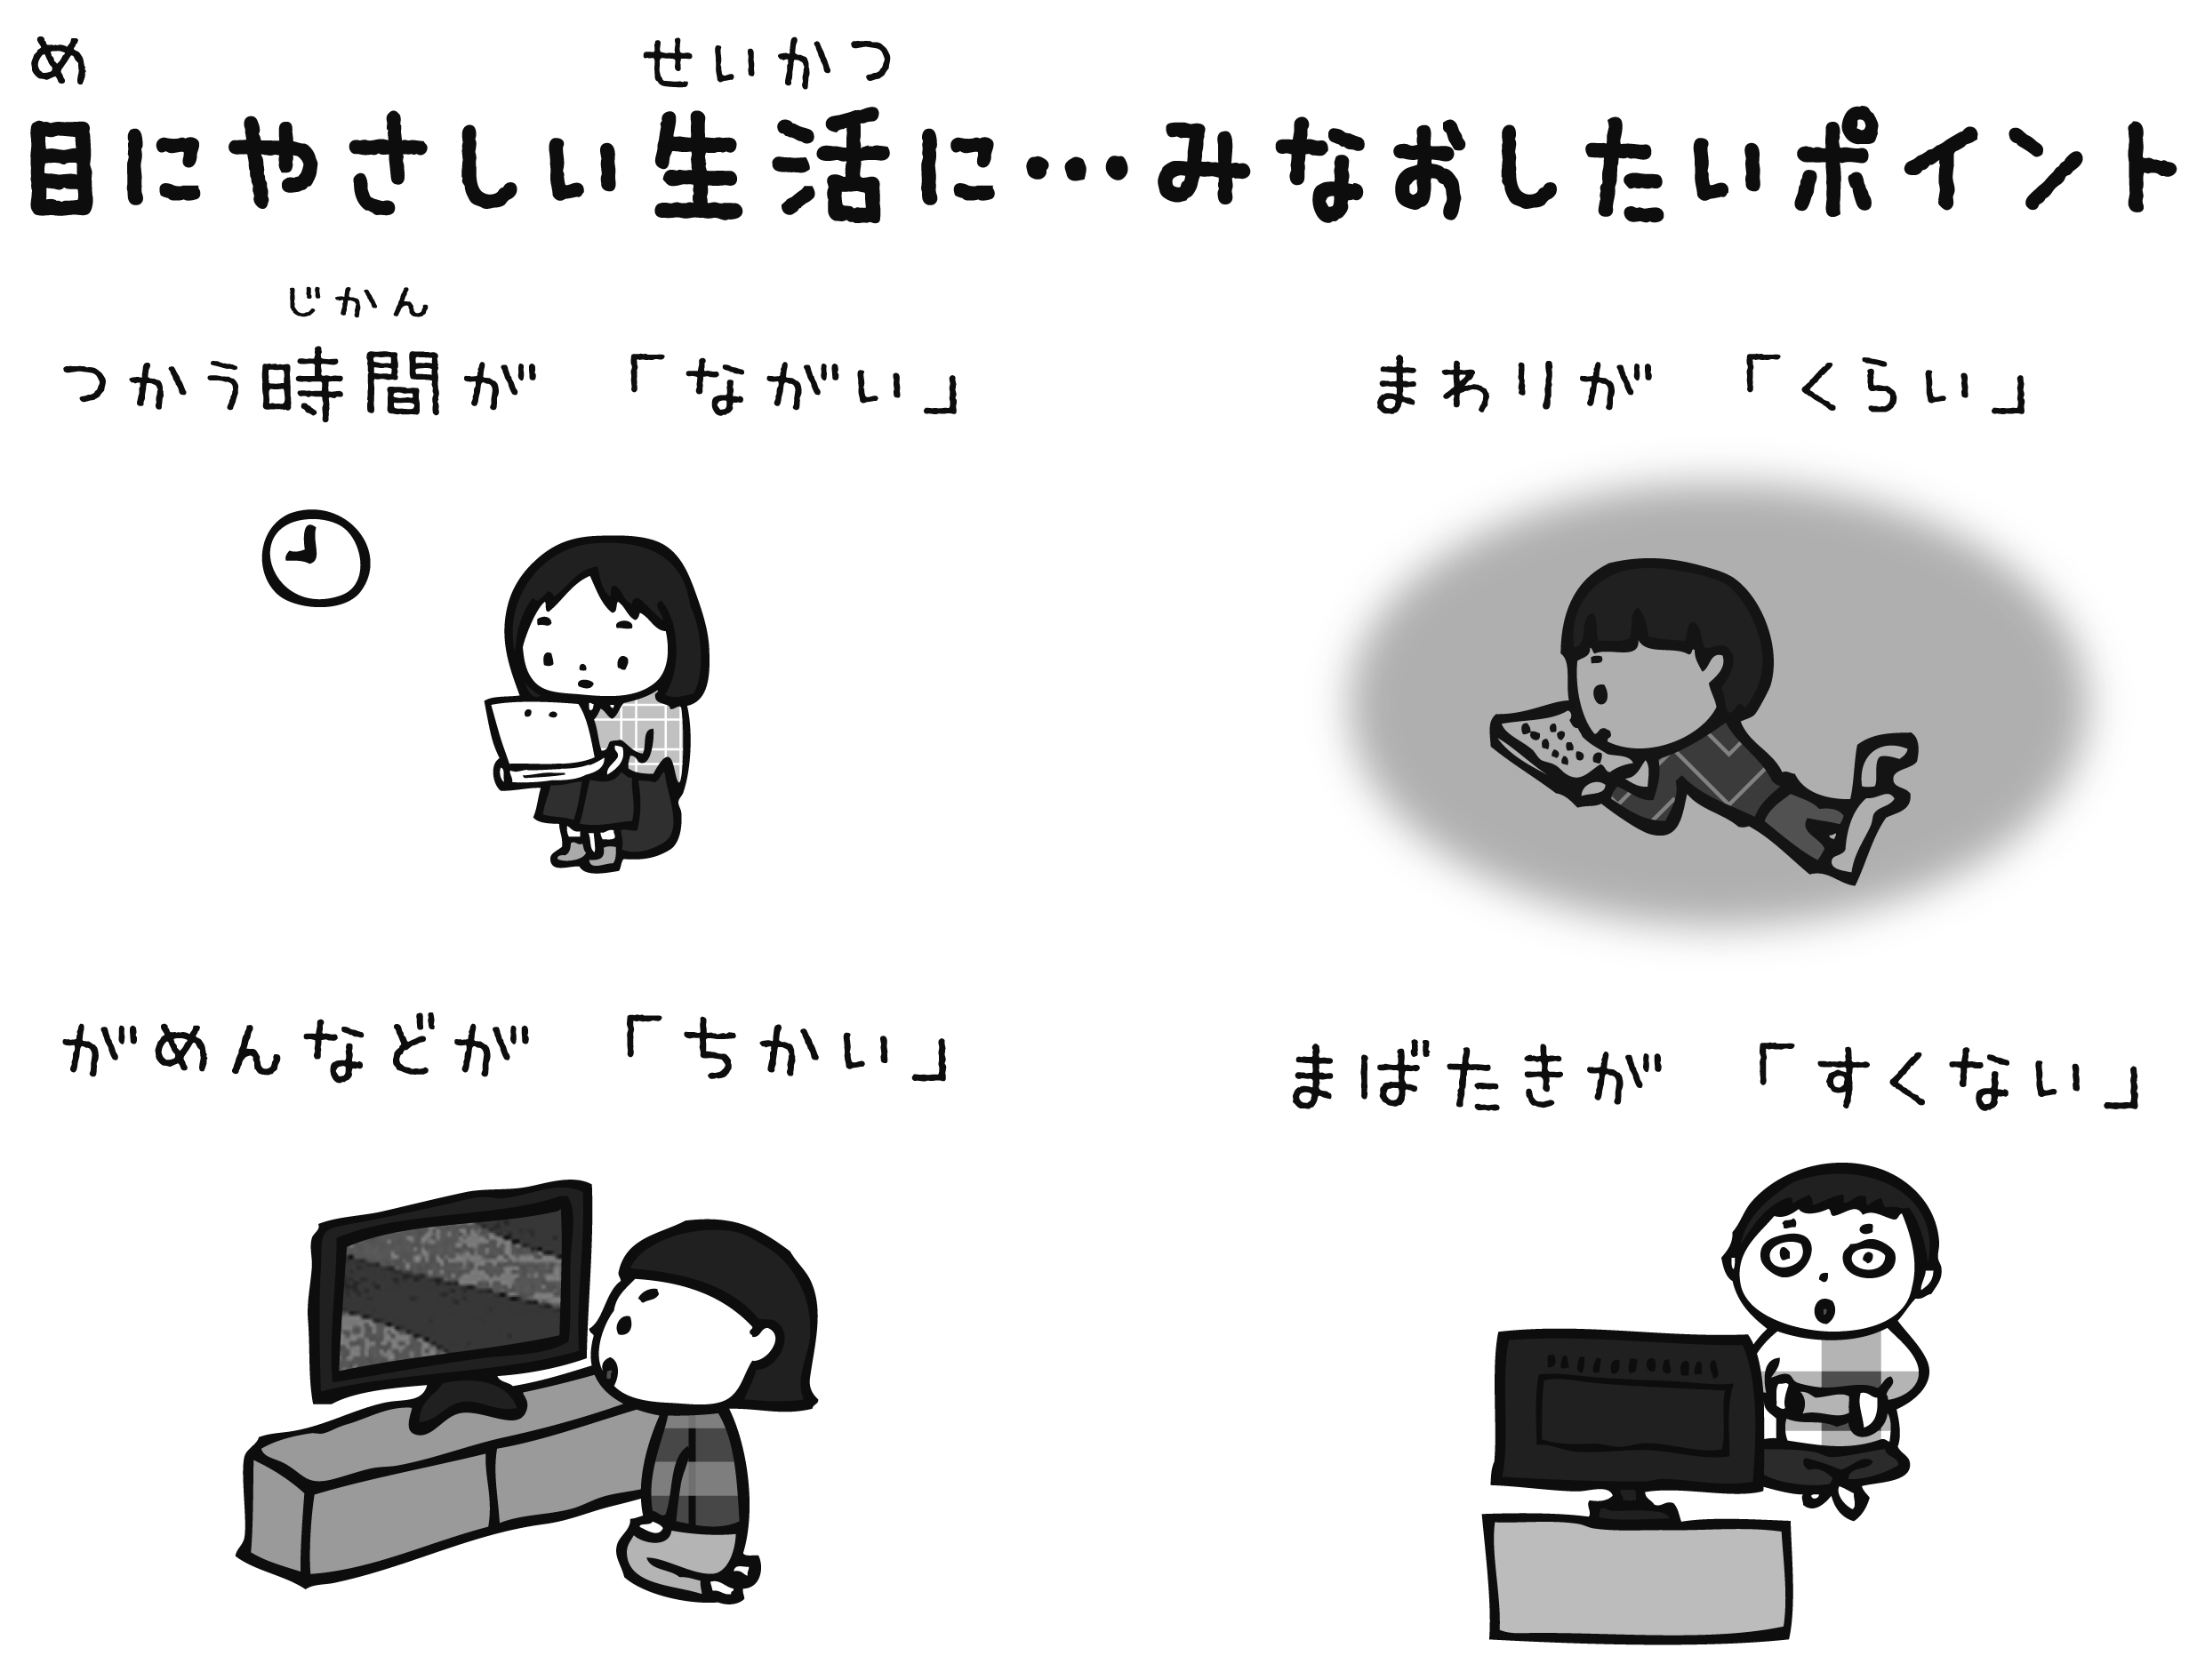 め せいかつ
目にやさしい生活に…みなおしたいポイント
じかん
つかう時間が 「ながい」
まわりが 「くらい」
がめんなどが 「ちかい」
まばたきが 「すくない」